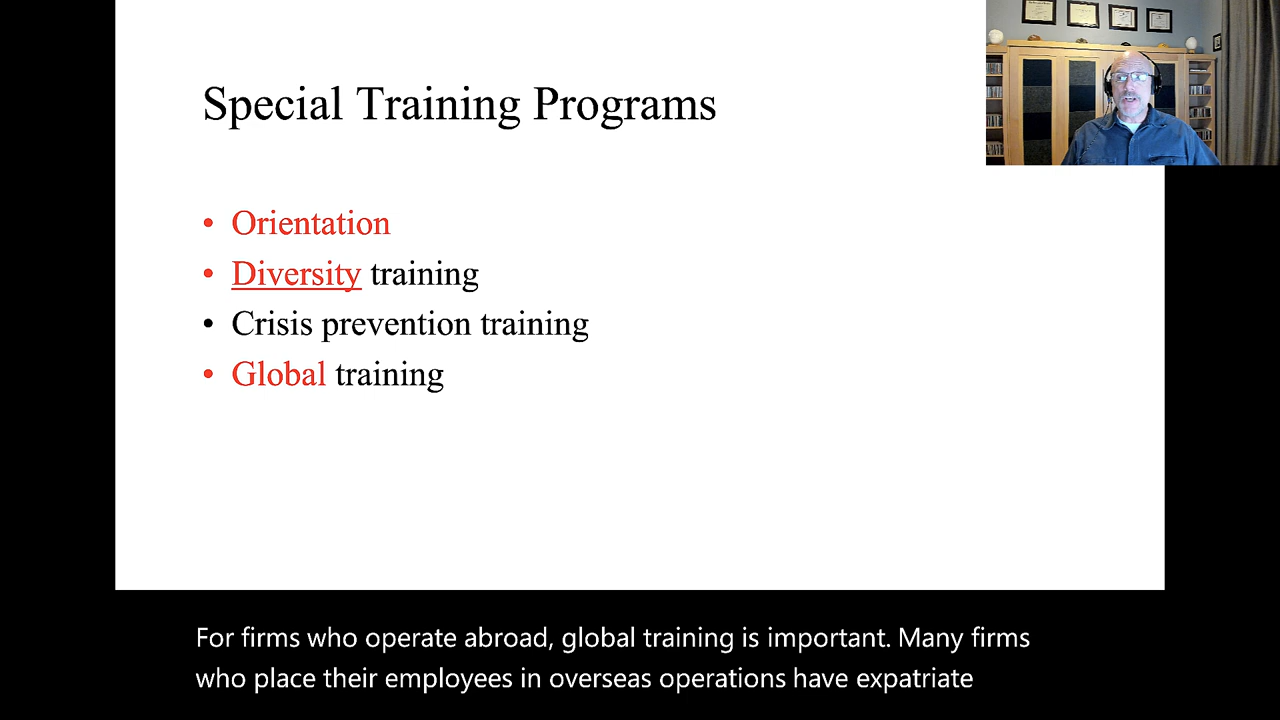 Special Training Programs
• Orientation
• Diversity training
• Crisis prevention training
• Global training
For firms who operate abroad, global training is important. Many firms
who place their employees in overseas operations have expatriate